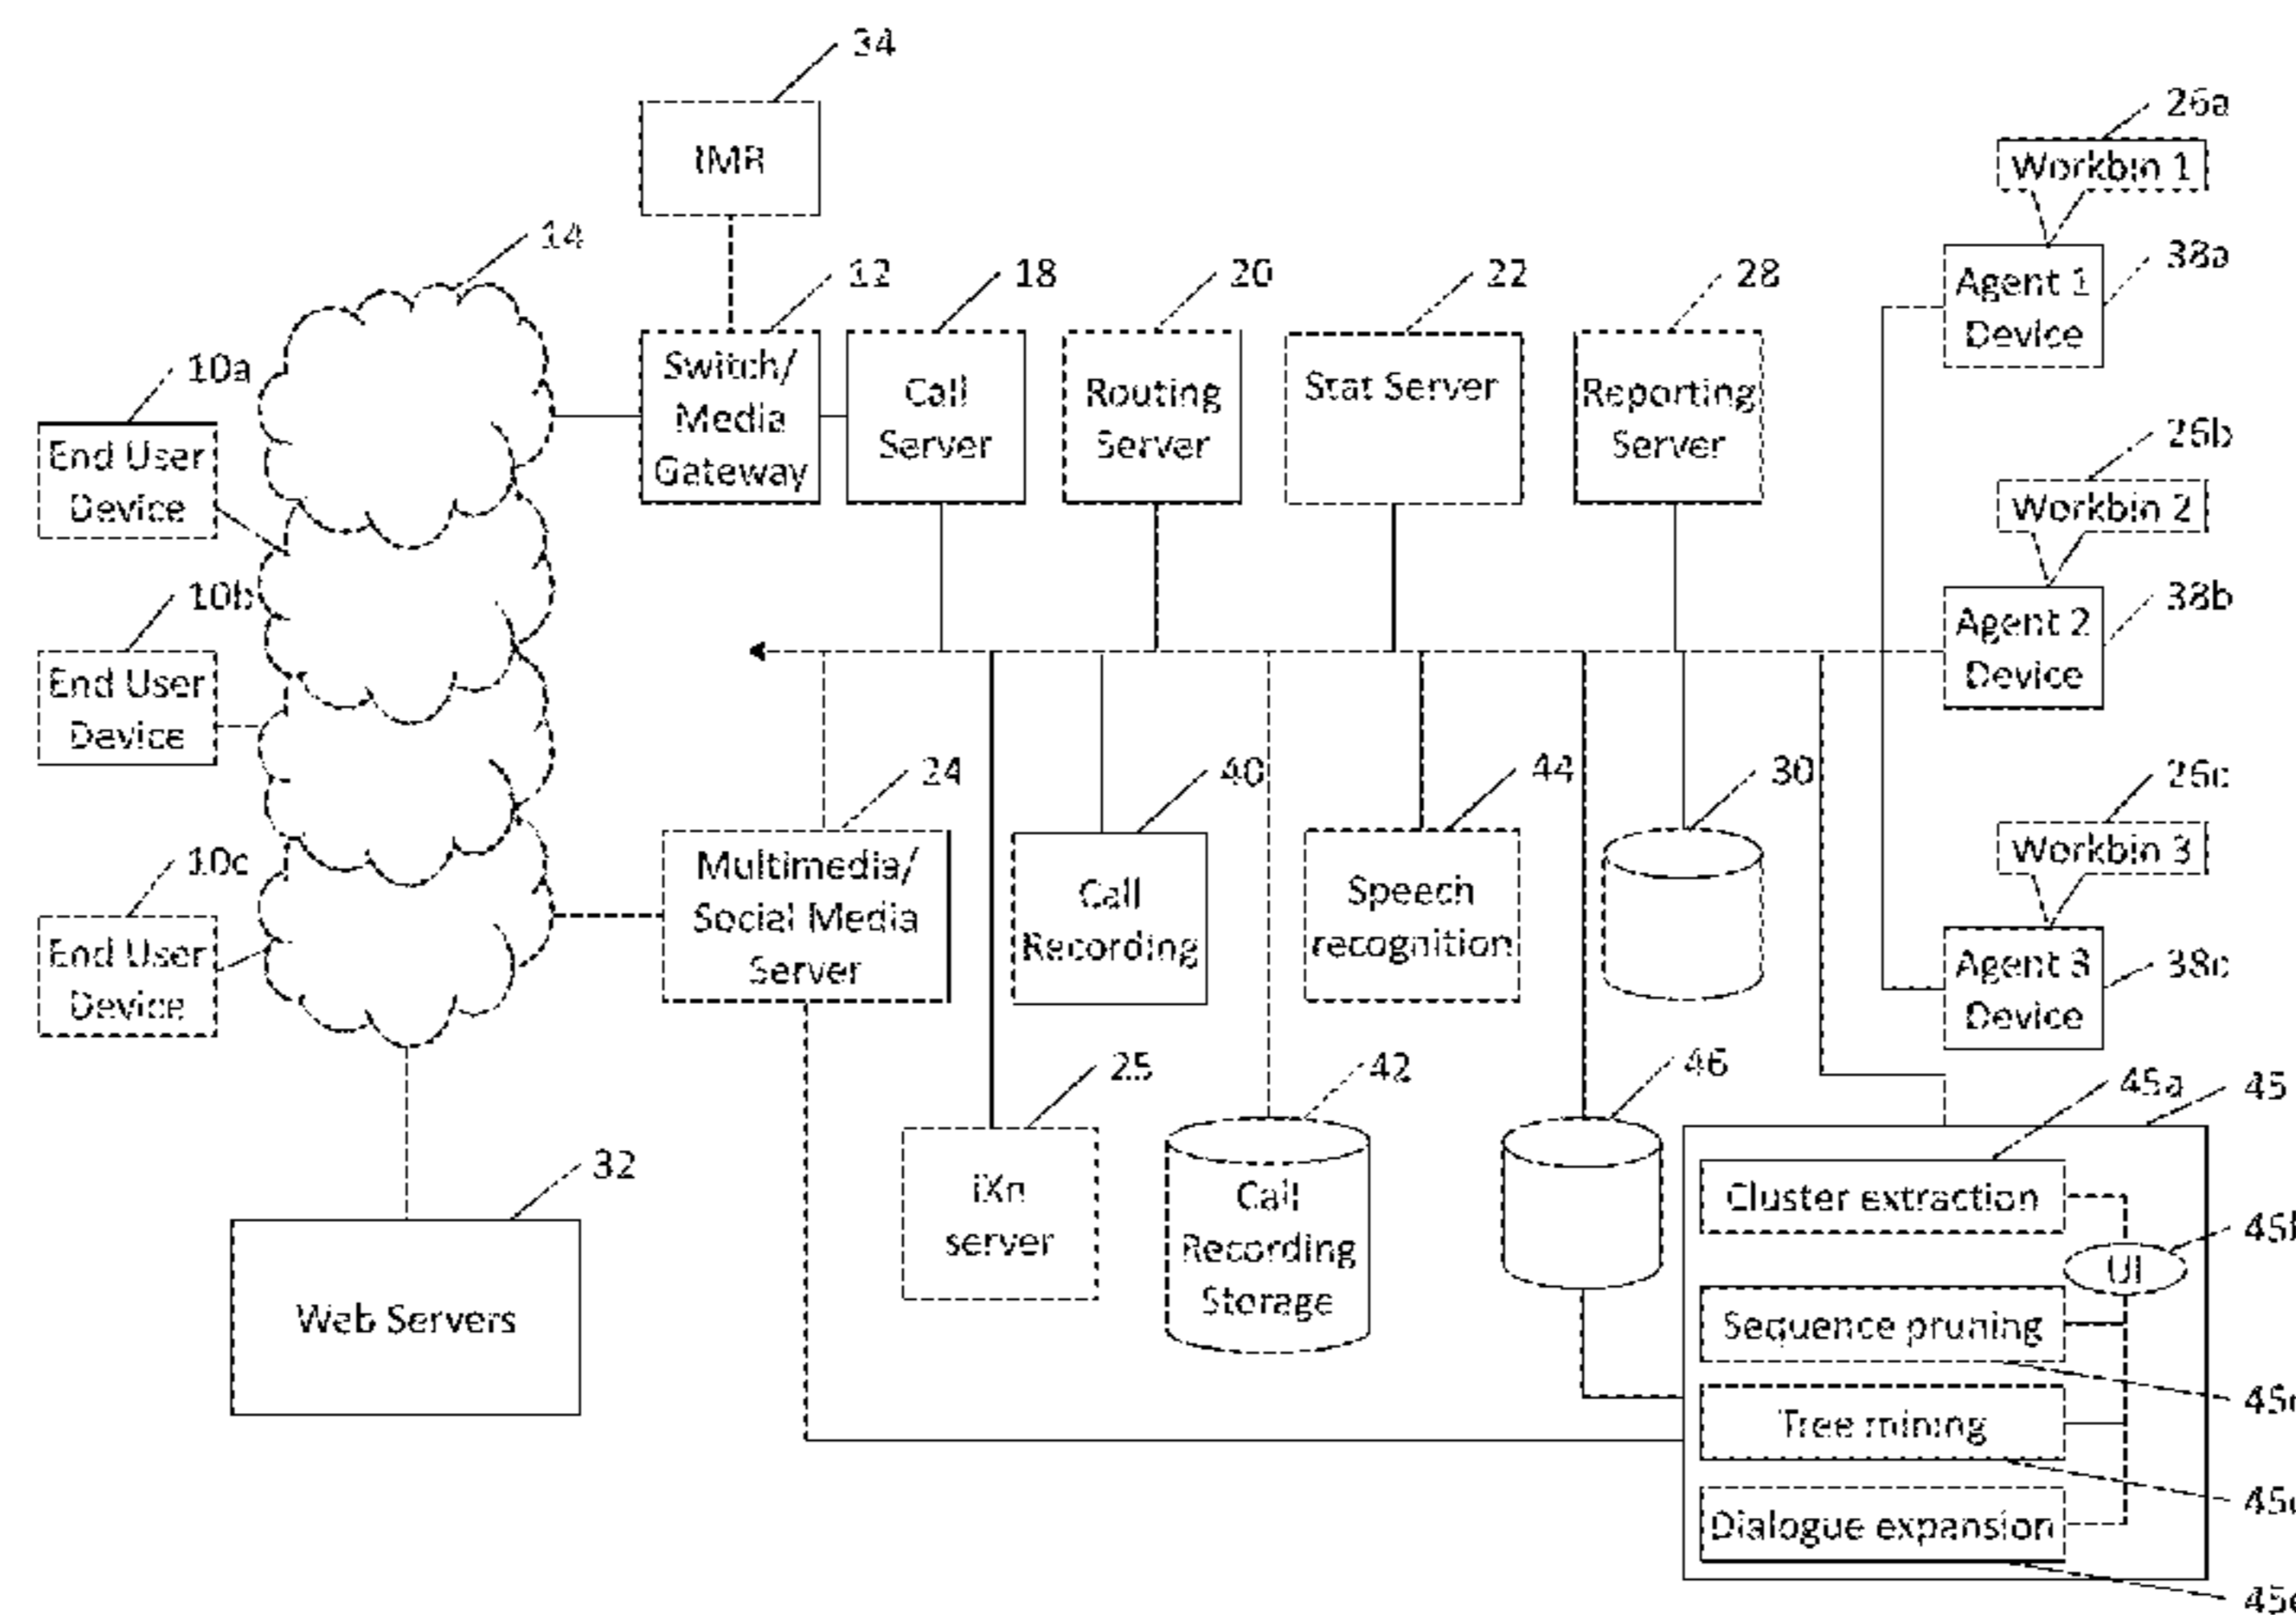 34
IMR
26a
Workbin 1
14
12
18
20
22
28
38a
Agent 1
Device
Switch/
Media
Gateway
Call
Server
Routing
Server
Stat Server
Reporting
Server
10a
End User
Device
26b
Workbin 2
10b
End User
Device
38b
Agent 2
Device
24
40
44
30
26c
Workbin 3
10c
End User
Device
Multimedia/
Social Media
Server
Call
Recording
Speech
recognition
38c
Agent 3
Device
25
42
46
45a
45
iXn
server
Call
Recording
Storage
32
Web Servers
Cluster extraction
UI
Sequence pruning
Tree mining
Dialogue expansion